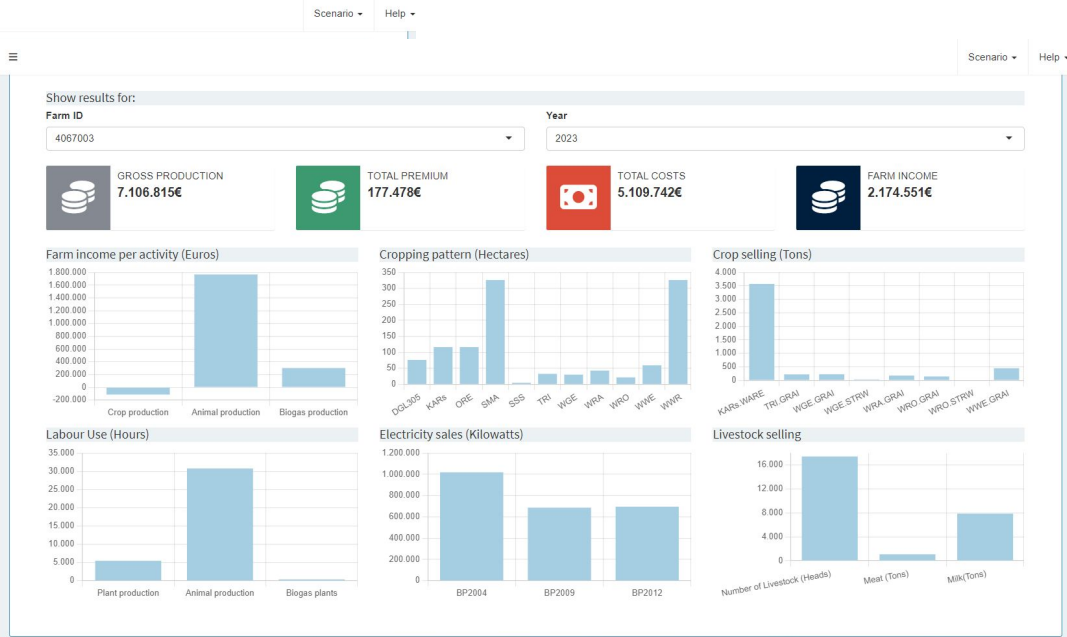 Scenario Help
Scenario Help
Show results for:
Farm ID Year
4067003 2023
GROSS PRODUCTION TOTAL PREMIUM TOTAL COSTS FARM INCOME
7.106.815€ 177.478€ 5.109.742€ 2.174.551€
Farm income per activity (Euros)
1.800.000
1.600.000
1.400.000
1.200.000
1.000.000
800.000
600.000
400.000
200.000
0
-200.000
Crop production Animal production Biogas production
Cropping pattern (Hectares)
350
300
250
200
150
100
50
0
DGL305 KARs ORE SMA SSS TRI WGE WRA WRO WWE WWR
Crop selling (Tons)
4.000
3.500
3.000
2.500
2.000
1.500
1.000
500
0
KARs.WARE TRI.GRAI WGE.GRAI WGE.STRW WRA.GRAI WRO.GRAI WRO.STRW WWE.GRAI
Labour Use (Hours)
35.000
30.000
25.000
20.000
15.000
10.000
5.000
0
Plant production Animal production Biogas plants
Electricity sales (Kilowatts)
1.200.000
1.000.000
800.000
600.000
400.000
200.000
0
BP2004 BP2009 BP2012
Livestock selling
16.000
12.000
8.000
4.000
0
Number of Livestock (Heads) Meat (Tons) Milk(Tons)